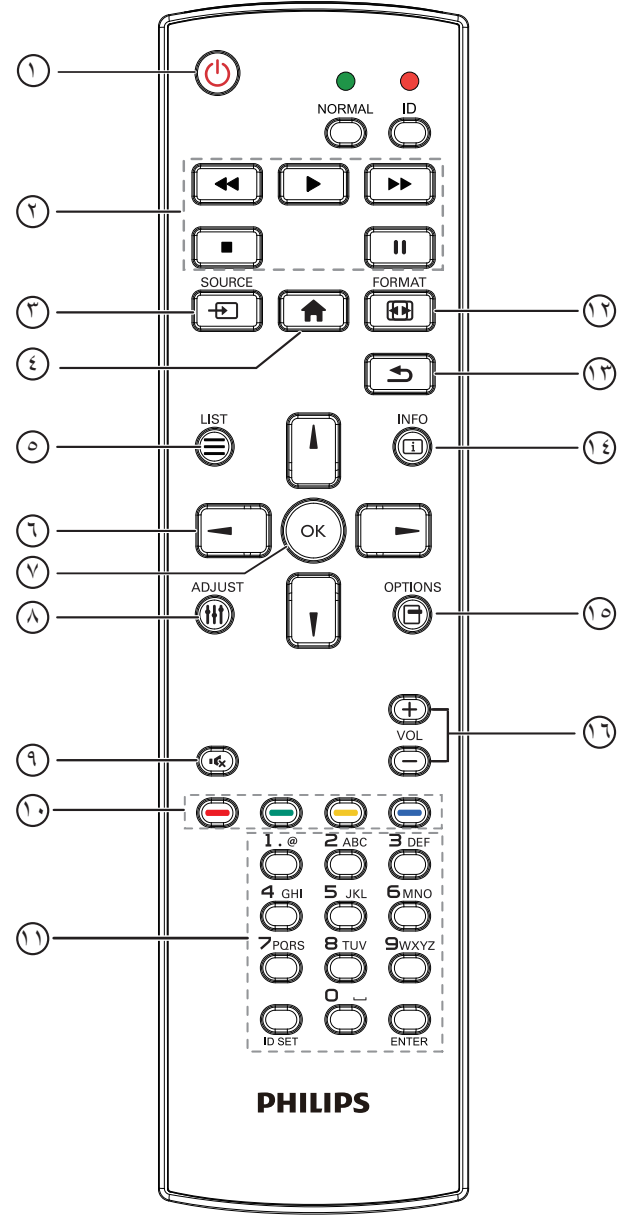 ١
NORMAL ID
٢
SOURCE FORMAT
٣ ١٢
٤ ١٣
LIST INFO
٥ i ١٤
٦ OK
٧
ADJUST OPTIONS
٨ ١٥
+
VOL ١٦
−
٩
١٠
1 . @ 2 ABC 3 DEF
4 GHI 5 JKL 6 MNO
١١
7 PQRS 8 TUV 9 WXYZ
0 ⎵
ID SET ENTER
PHILIPS